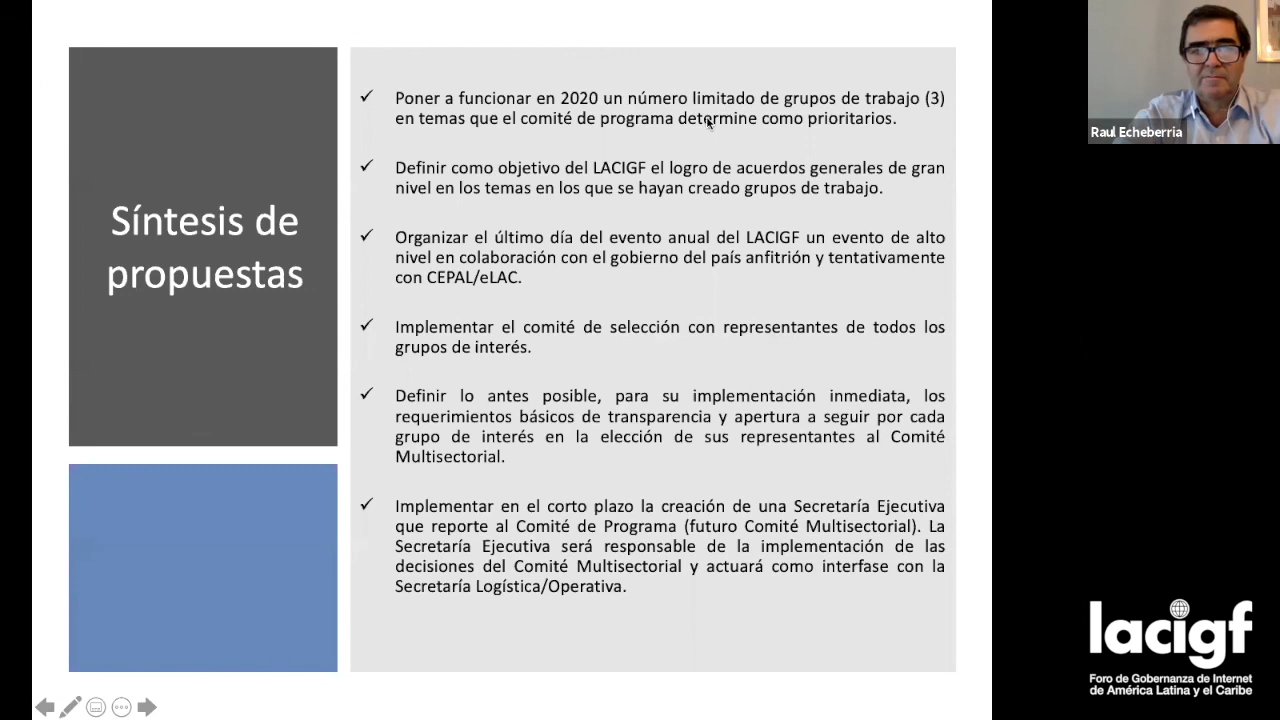 Síntesis de
propuestas
✓ Poner a funcionar en 2020 un número limitado de grupos de trabajo (3)
en temas que el comité de programa determine como prioritarios.
✓ Definir como objetivo del LACIGF el logro de acuerdos generales de gran
nivel en los temas en los que se hayan creado grupos de trabajo.
✓ Organizar el último día del evento anual del LACIGF un evento de alto
nivel en colaboración con el gobierno del país anfitrión y tentativamente
con CEPAL/eLAC.
✓ Implementar el comité de selección con representantes de todos los
grupos de interés.
✓ Definir lo antes posible, para su implementación inmediata, los
requerimientos básicos de transparencia y apertura a seguir por cada
grupo de interés en la elección de sus representantes al Comité
Multisectorial.
✓ Implementar en el corto plazo la creación de una Secretaría Ejecutiva
que reporte al Comité de Programa (futuro Comité Multisectorial). La
Secretaría Ejecutiva será responsable de la implementación de las
decisiones del Comité Multisectorial y actuará como interfase con la
Secretaría Logística/Operativa.
Raul Echeberria
lacigf
Foro de Gobernanza de Internet
de América Latina y el Caribe